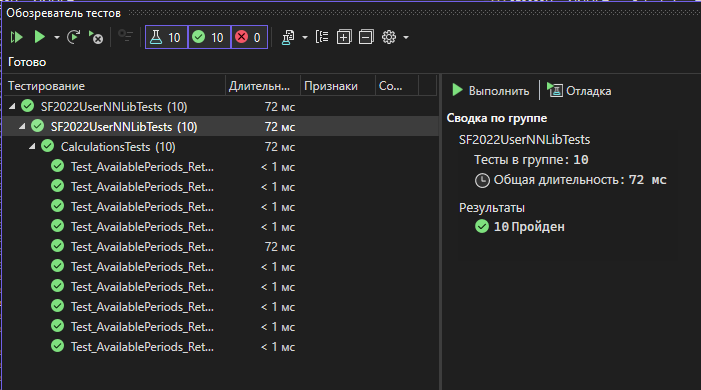 Обозреватель тестов
10 10 0
Готово
Тестирование Длительн... Признаки Со...
SF2022UserNNLibTests (10) 72 мс
SF2022UserNNLibTests (10) 72 мс
CalculationsTests (10) 72 мс
Test_AvailablePeriods_Ret... < 1 мс
Test_AvailablePeriods_Ret... < 1 мс
Test_AvailablePeriods_Ret... < 1 мс
Test_AvailablePeriods_Ret... < 1 мс
Test_AvailablePeriods_Ret... 72 мс
Test_AvailablePeriods_Ret... < 1 мс
Test_AvailablePeriods_Ret... < 1 мс
Test_AvailablePeriods_Ret... < 1 мс
Test_AvailablePeriods_Ret... < 1 мс
Test_AvailablePeriods_Ret... < 1 мс
Выполнить Отладка
Сводка по группе
SF2022UserNNLibTests
Тесты в группе: 10
Общая длительность: 72 мс
Результаты
10 Пройден